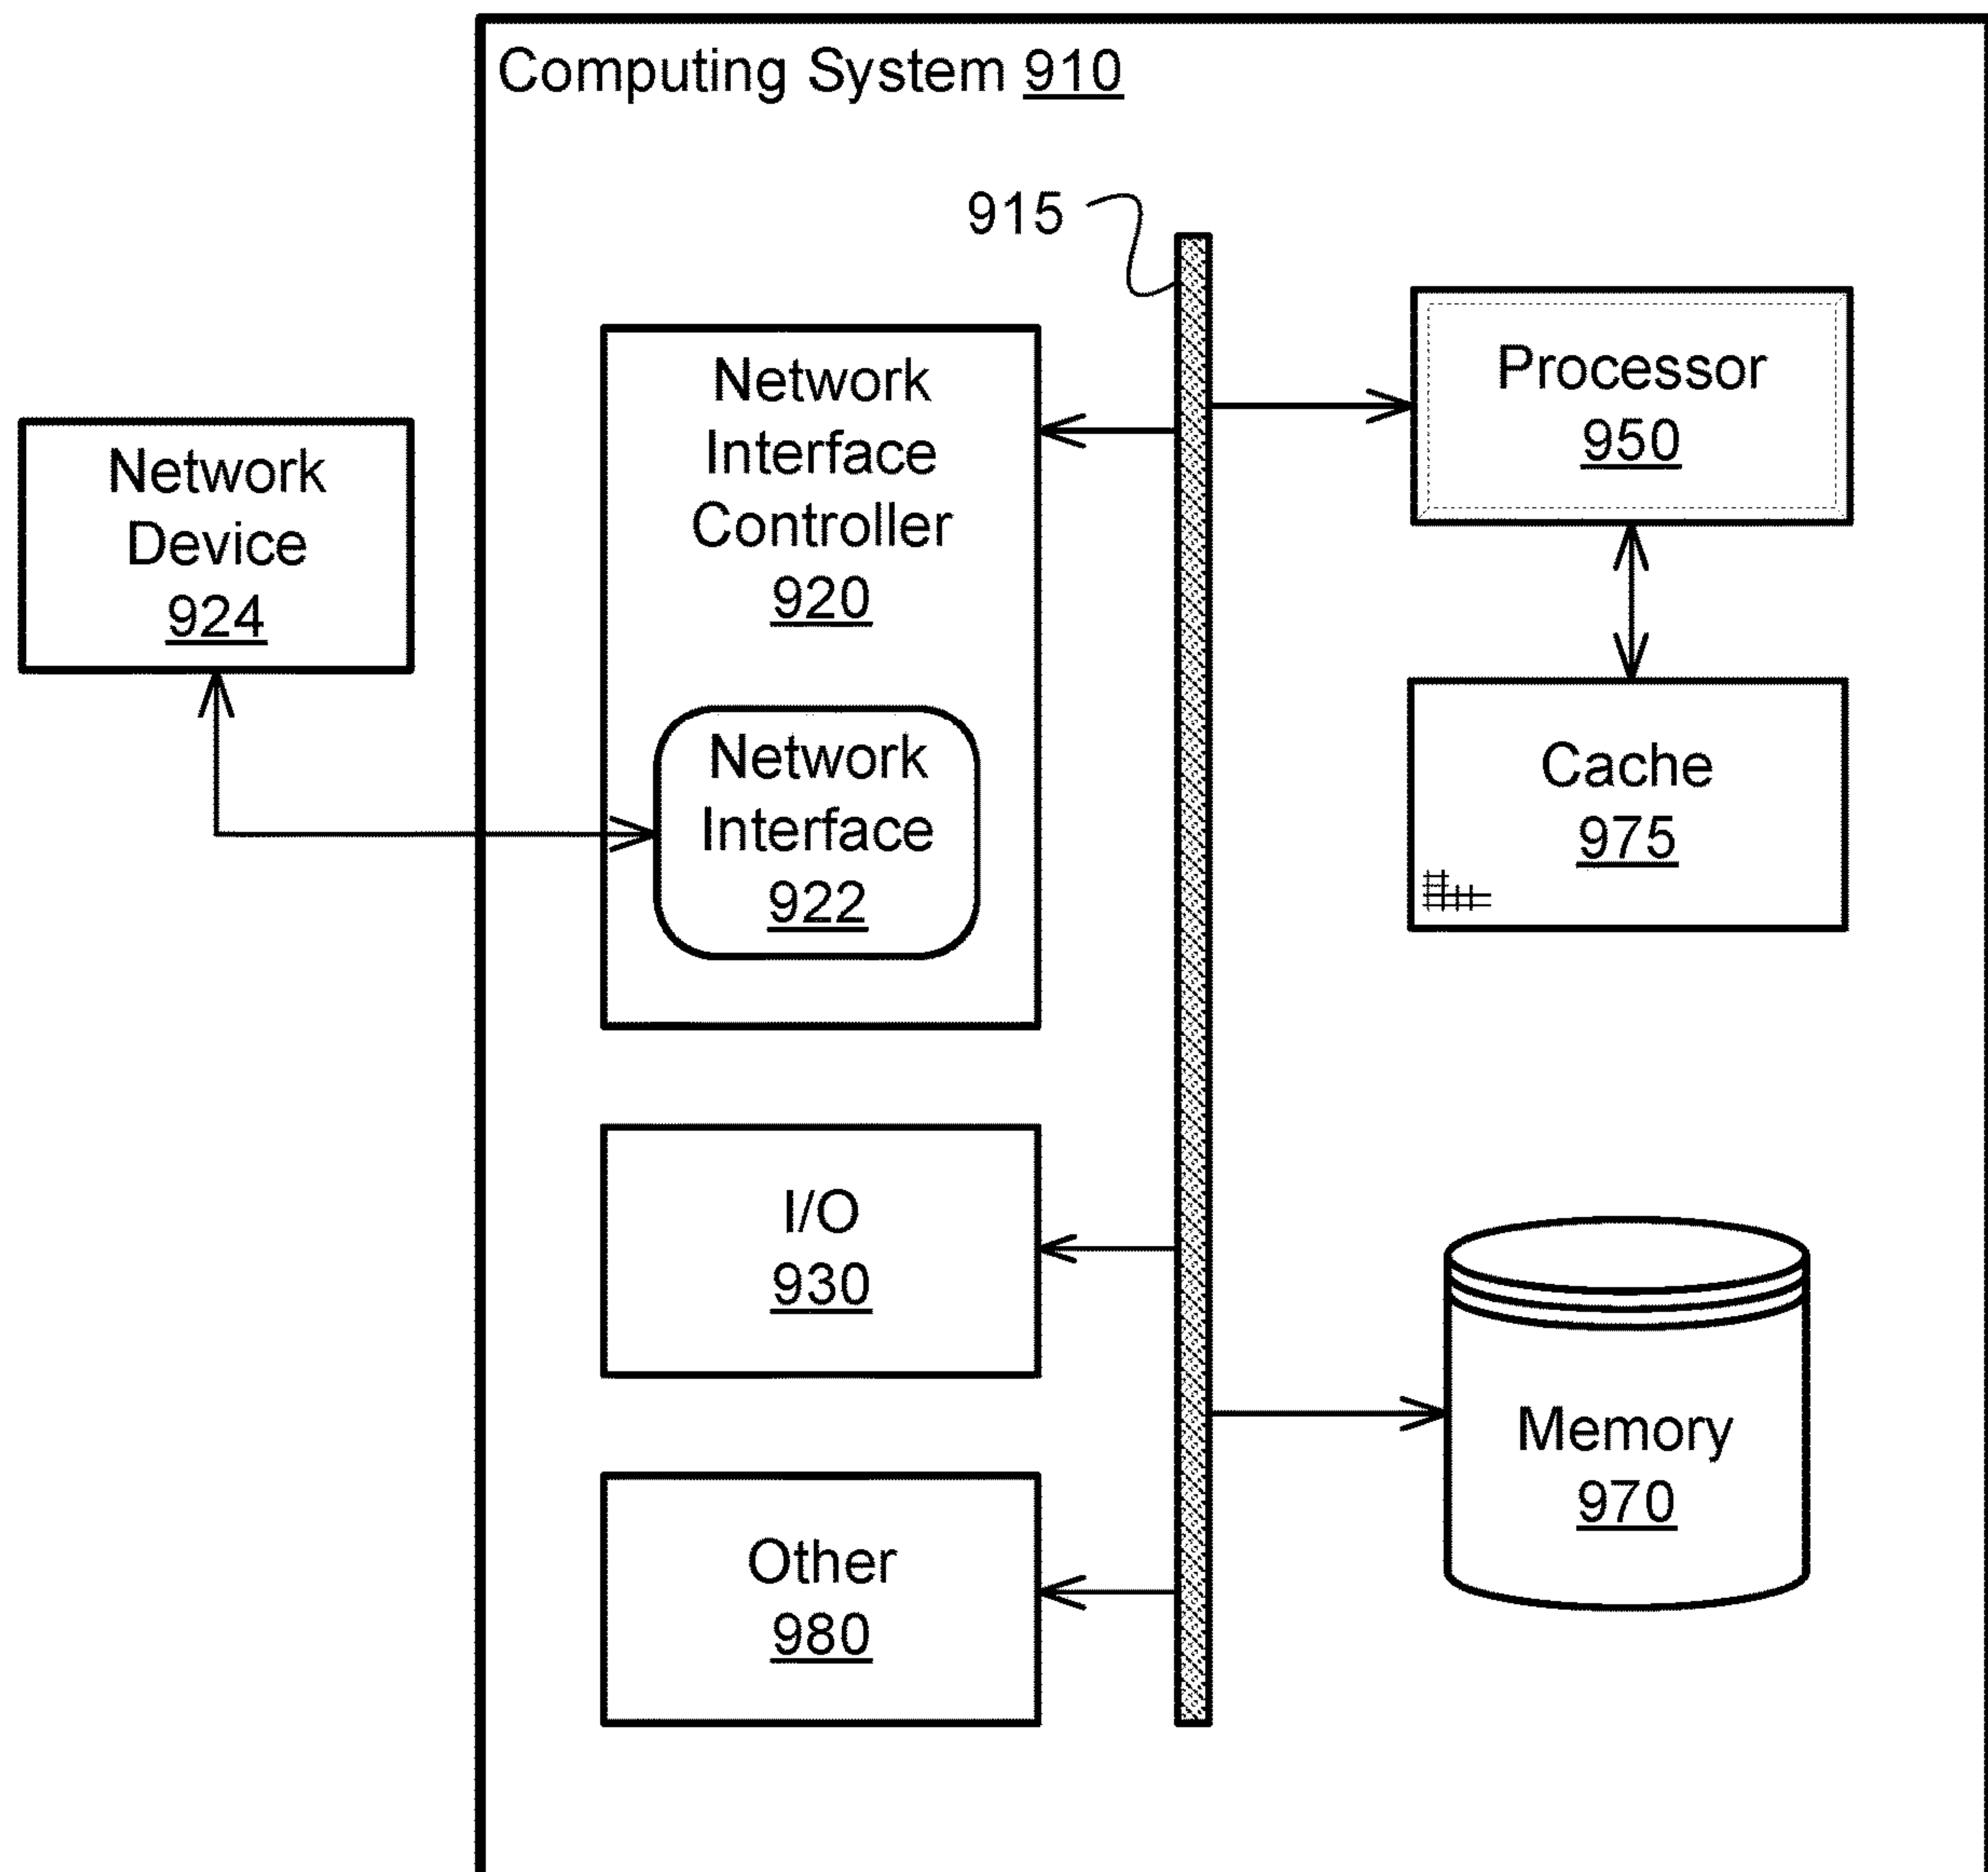 Computing System 910
915
Network
Interface
Controller
920
Processor
950
Network
Device
924
Network
Interface
922
Cache
975
I/O
930
Memory
970
Other
980